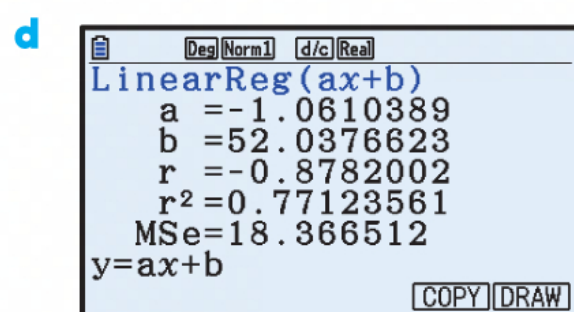 d
Deg Norm1 d/c Real
LinearReg(ax+b)
a =-1.0610389
b =52.0376623
r =-0.8782002
r²=0.77123561
MSe=18.366512
y=ax+b
COPY DRAW